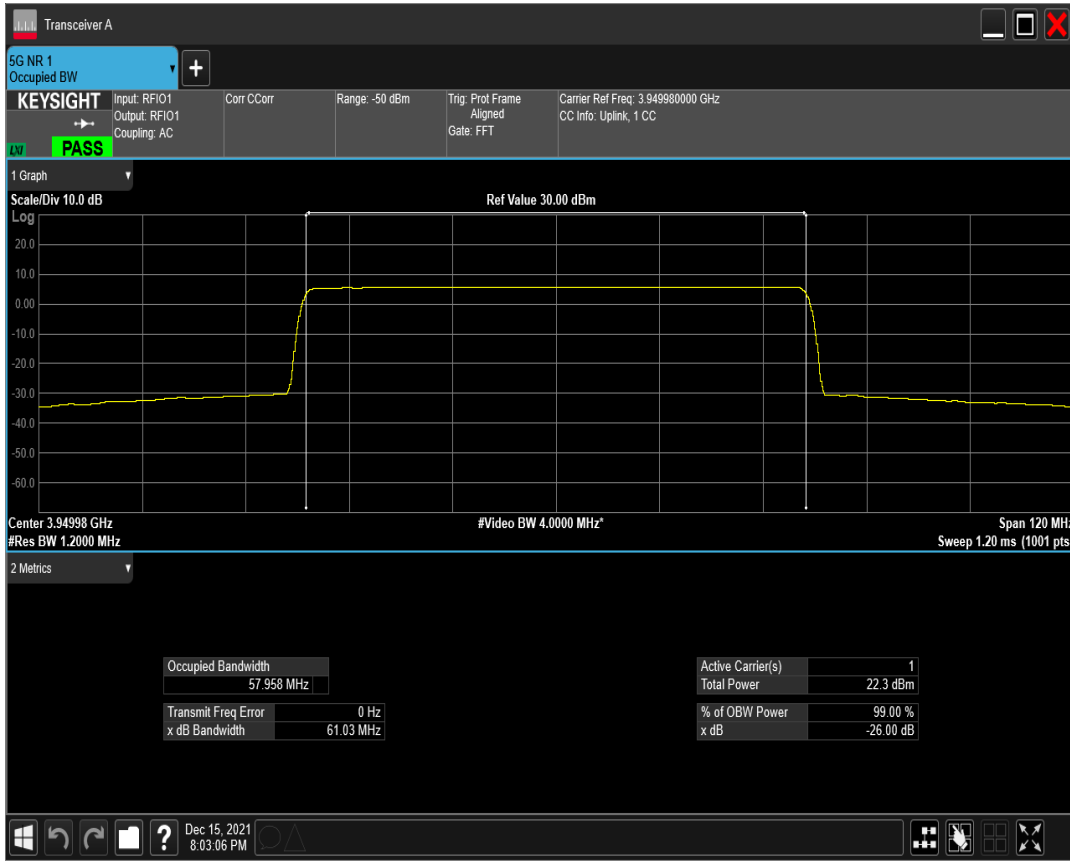 Transceiver A
5G NR 1
Occupied BW
+
KEYSIGHT
LXI
PASS
Input: RFIO1
Output: RFIO1
Coupling: AC
Corr CCorr
Range: -50 dBm
Trig: Prot Frame
Aligned
Gate: FFT
Carrier Ref Freq: 3.949980000 GHz
CC Info: Uplink, 1 CC
1 Graph
Scale/Div 10.0 dB
Ref Value 30.00 dBm
Log
20.0
10.0
0.00
-10.0
-20.0
-30.0
-40.0
-50.0
-60.0
Center 3.94998 GHz
#Video BW 4.0000 MHz*
Span 120 MHz
#Res BW 1.2000 MHz
Sweep 1.20 ms (1001 pts
2 Metrics
Occupied Bandwidth
57.958 MHz
Transmit Freq Error 0 Hz
x dB Bandwidth 61.03 MHz
Active Carrier(s) 1
Total Power 22.3 dBm
% of OBW Power 99.00 %
x dB -26.00 dB
?
Dec 15, 2021
8:03:06 PM